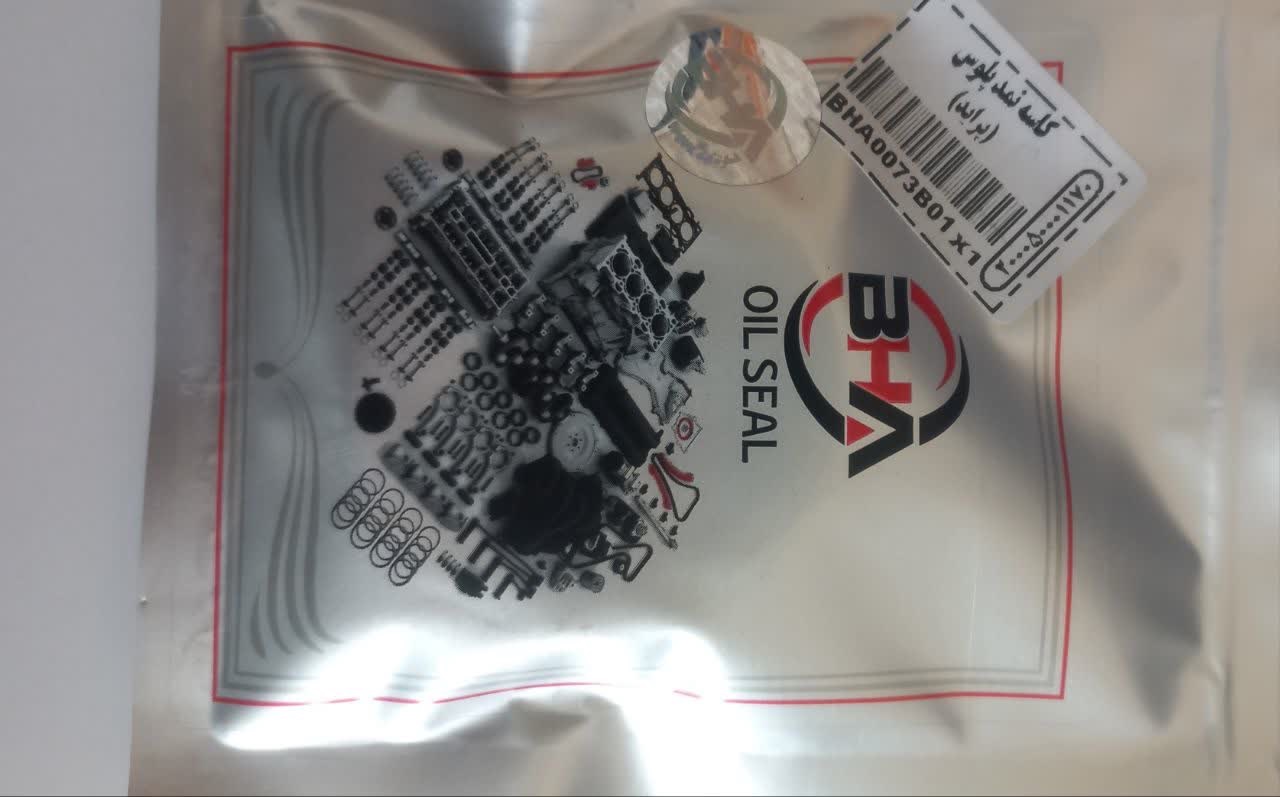 کاسه نمد پلوس
(پراید)
BHA0073B01 x1
۲۰۰۰۵۰۰۰۱۱۷۰
BHA
OIL SEAL